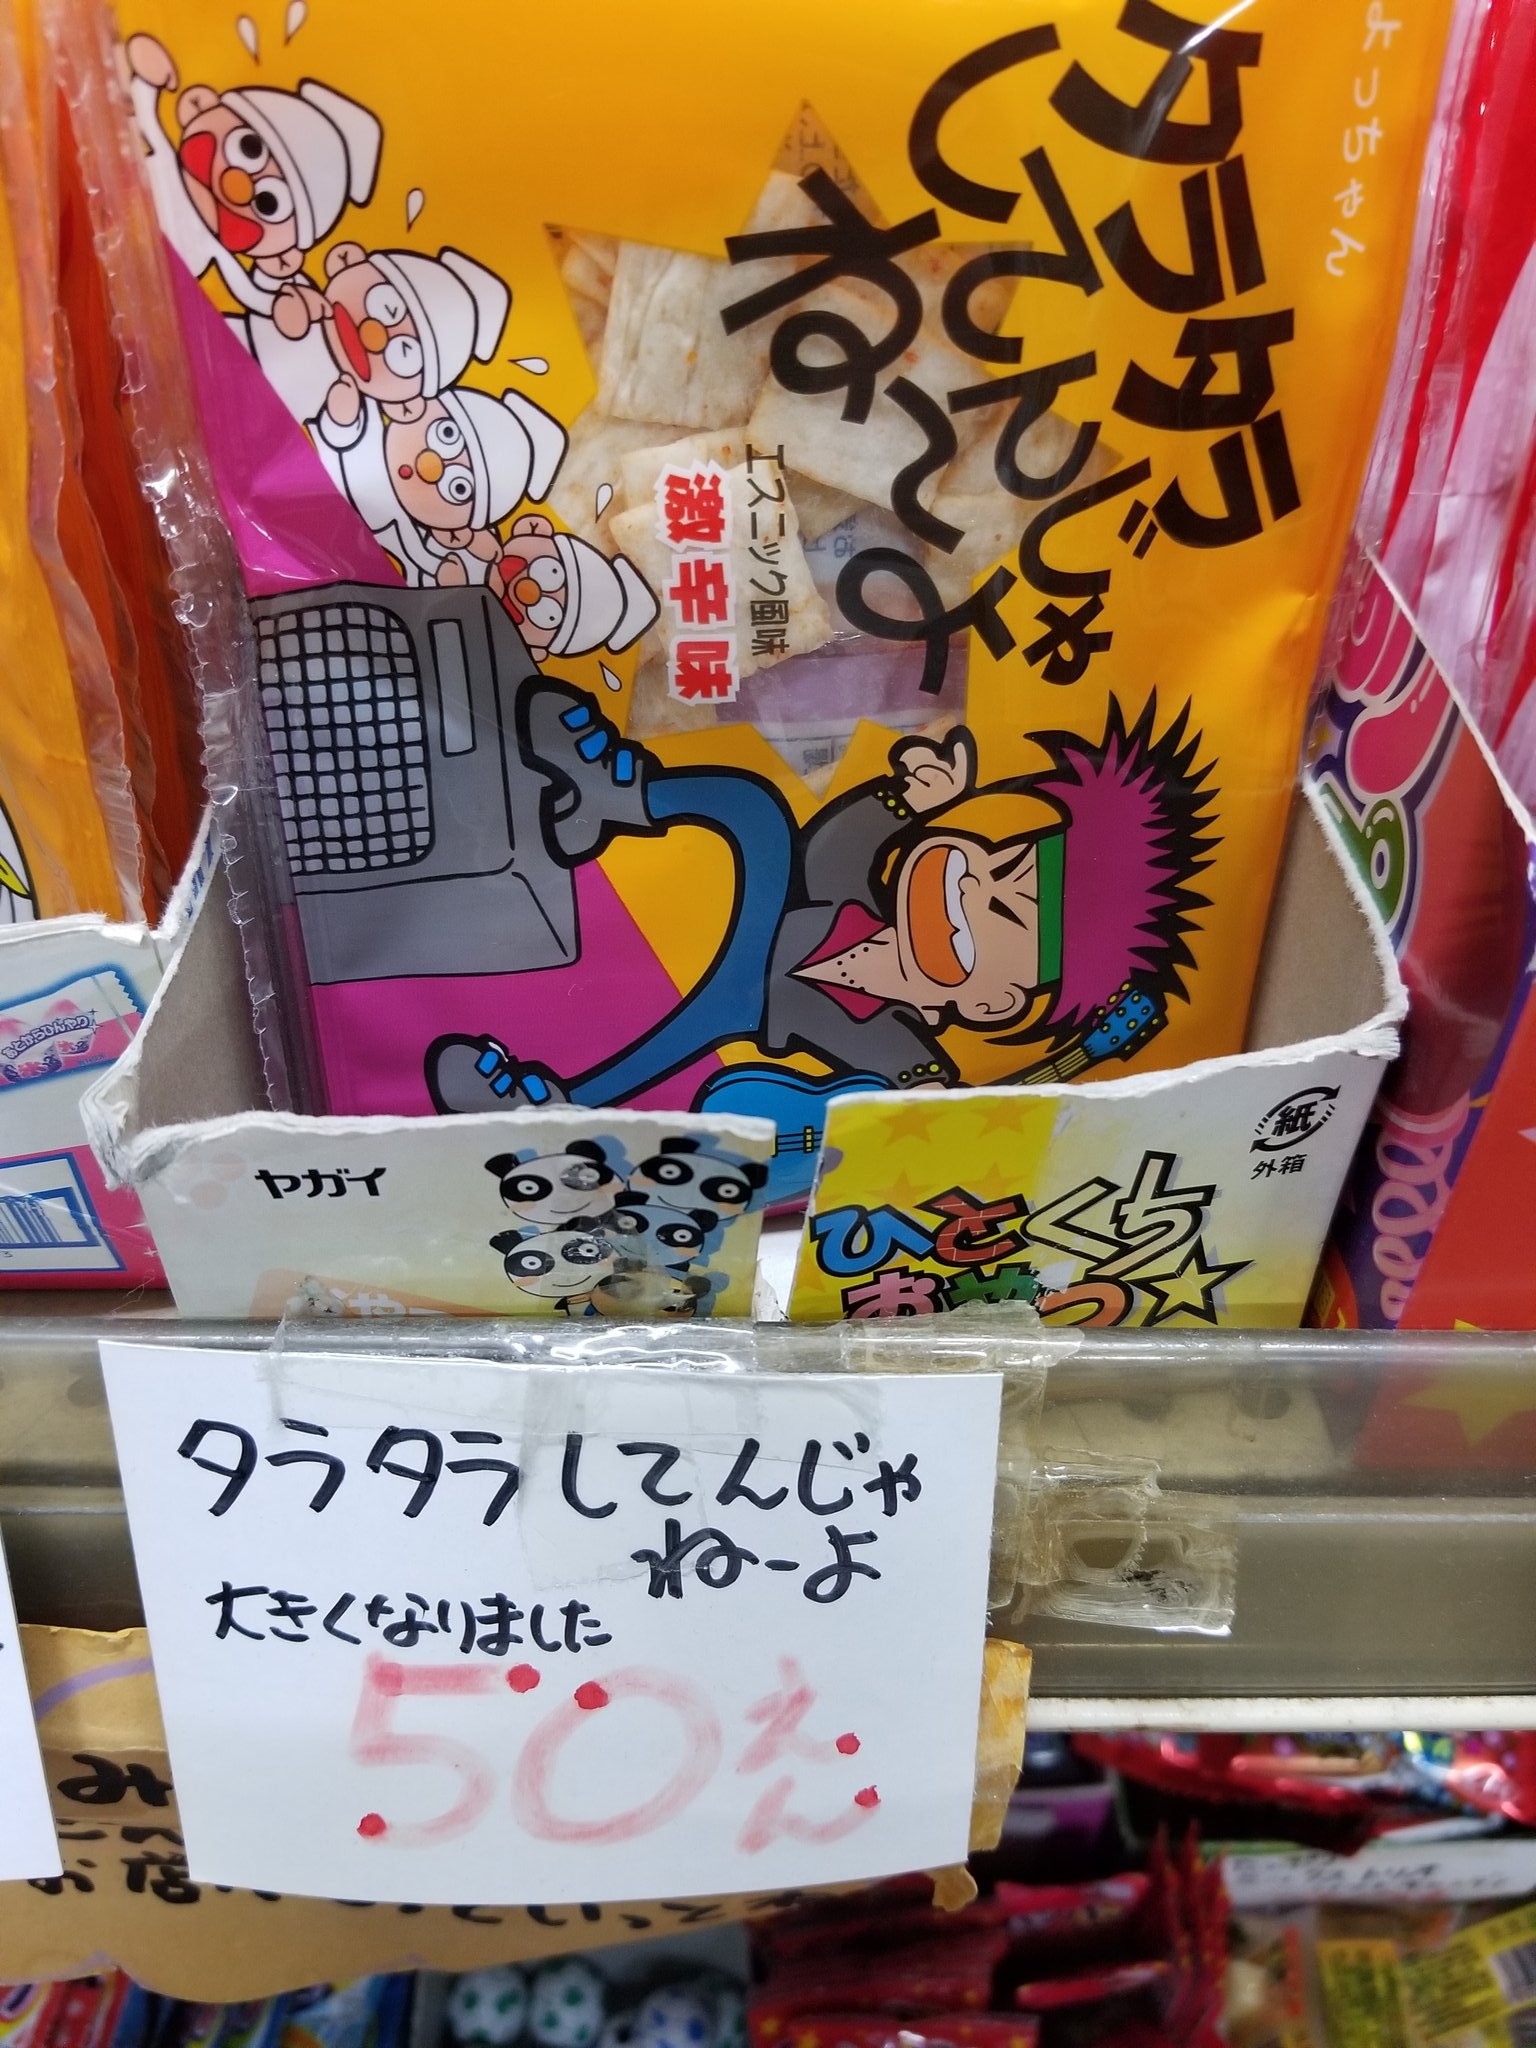 よっちゃん
タラタラ
してんじゃ
ね〜よ
エスニック風味
激辛味
ヤガイ
紙
外箱
ひとくち
おやつ
タラタラしてんじゃ
ねーよ
大きくなりました
50えん